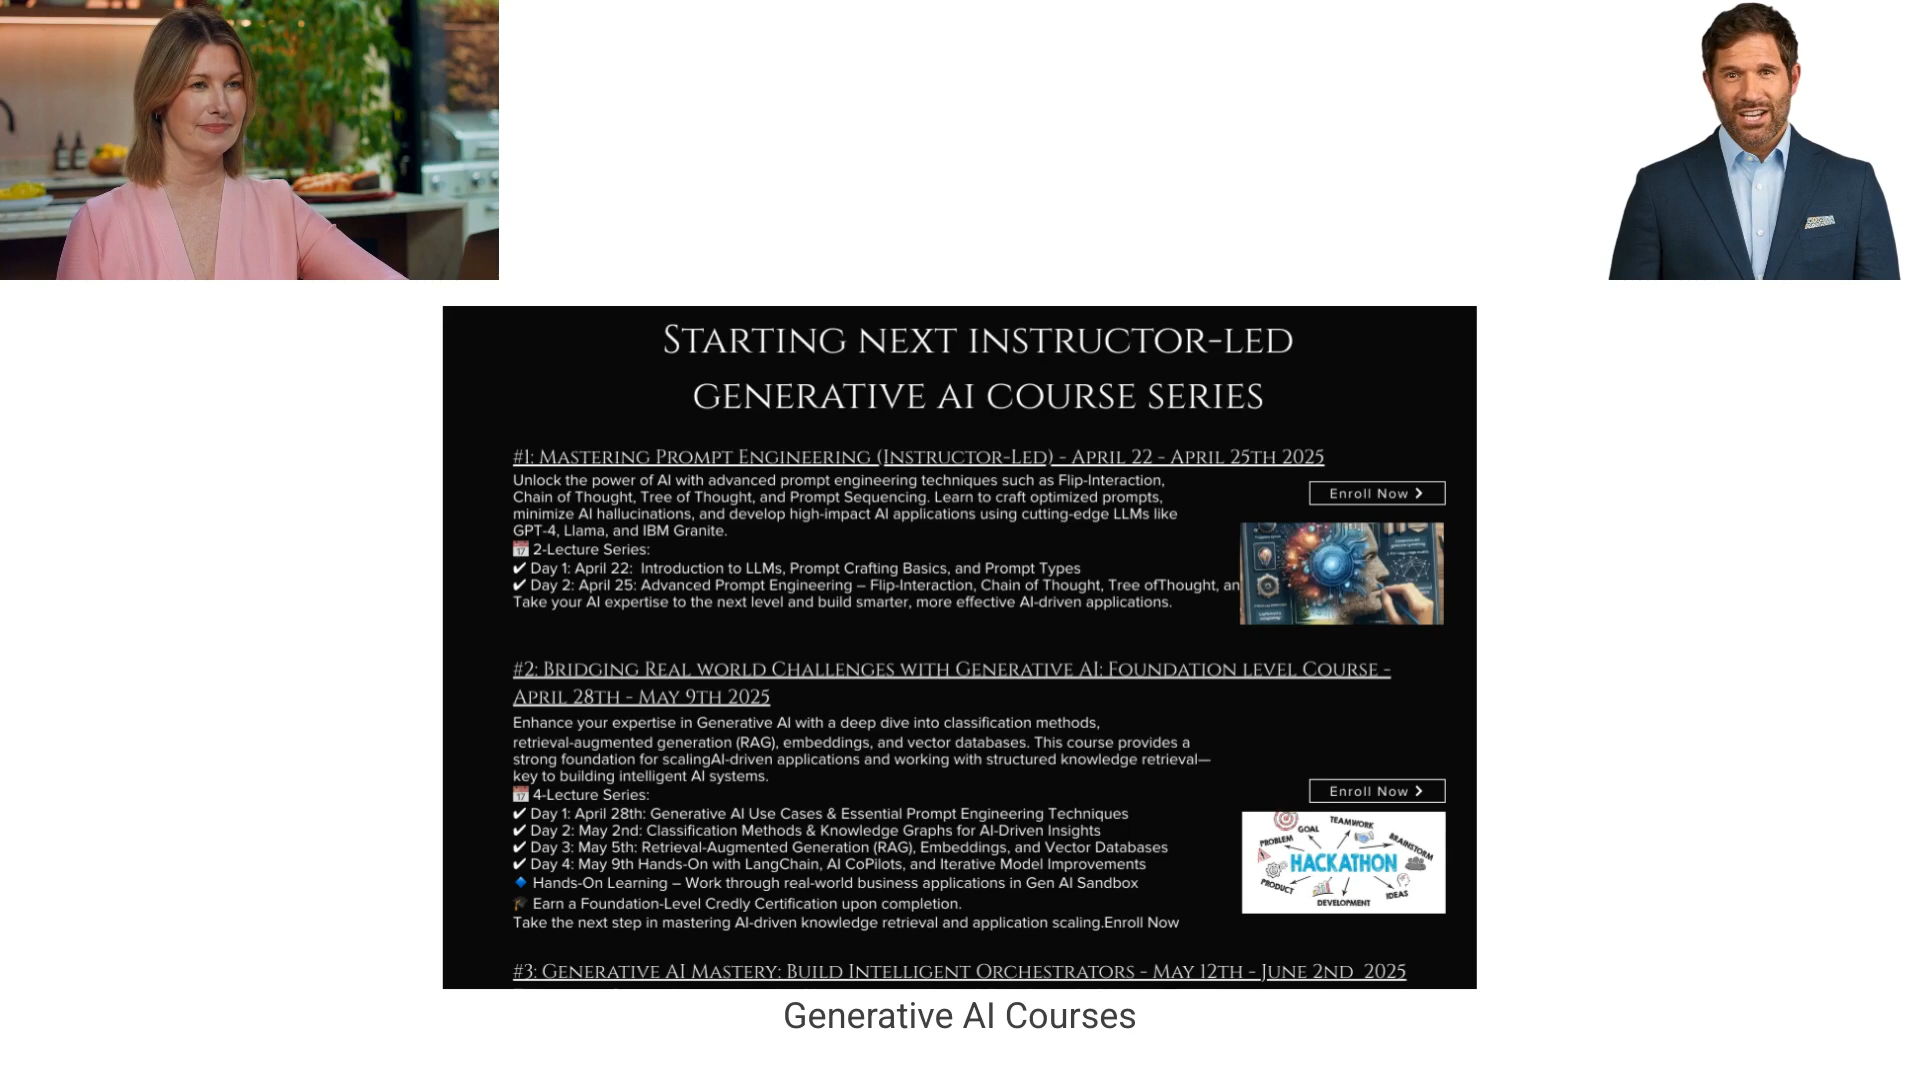 Starting next instructor-led
generative AI course series
#1: Mastering Prompt Engineering (Instructor-Led) - April 22 - April 25th 2025
Unlock the power of AI with advanced prompt engineering techniques such as Flip-Interaction,
Chain of Thought, Tree of Thought, and Prompt Sequencing. Learn to craft optimized prompts,
minimize AI hallucinations, and develop high-impact AI applications using cutting-edge LLMs like
GPT-4, Llama, and IBM Granite.
Enroll Now
📅 2-Lecture Series:
✔ Day 1: April 22:  Introduction to LLMs, Prompt Crafting Basics, and Prompt Types
✔ Day 2: April 25: Advanced Prompt Engineering – Flip-Interaction, Chain of Thought, Tree ofThought, an
Take your AI expertise to the next level and build smarter, more effective AI-driven applications.
#2: Bridging Real world Challenges with Generative AI: Foundation level Course -
April 28th - May 9th 2025
Enhance your expertise in Generative AI with a deep dive into classification methods,
retrieval-augmented generation (RAG), embeddings, and vector databases. This course provides a
strong foundation for scalingAI-driven applications and working with structured knowledge retrieval—
key to building intelligent AI systems.
Enroll Now
📅 4-Lecture Series:
✔ Day 1: April 28th: Generative AI Use Cases & Essential Prompt Engineering Techniques
✔ Day 2: May 2nd: Classification Methods & Knowledge Graphs for AI-Driven Insights
✔ Day 3: May 5th: Retrieval-Augmented Generation (RAG), Embeddings, and Vector Databases
✔ Day 4: May 9th Hands-On with LangChain, AI CoPilots, and Iterative Model Improvements
🔹 Hands-On Learning – Work through real-world business applications in Gen AI Sandbox
🎓 Earn a Foundation-Level Credly Certification upon completion.
Take the next step in mastering AI-driven knowledge retrieval and application scaling.Enroll Now
GOAL
TEAMWORK
PROBLEM
BRAINSTORM
HACKATHON
PRODUCT
IDEAS
DEVELOPMENT
#3: Generative AI Mastery: Build Intelligent Orchestrators - May 12th - June 2nd  2025
Generative AI Courses